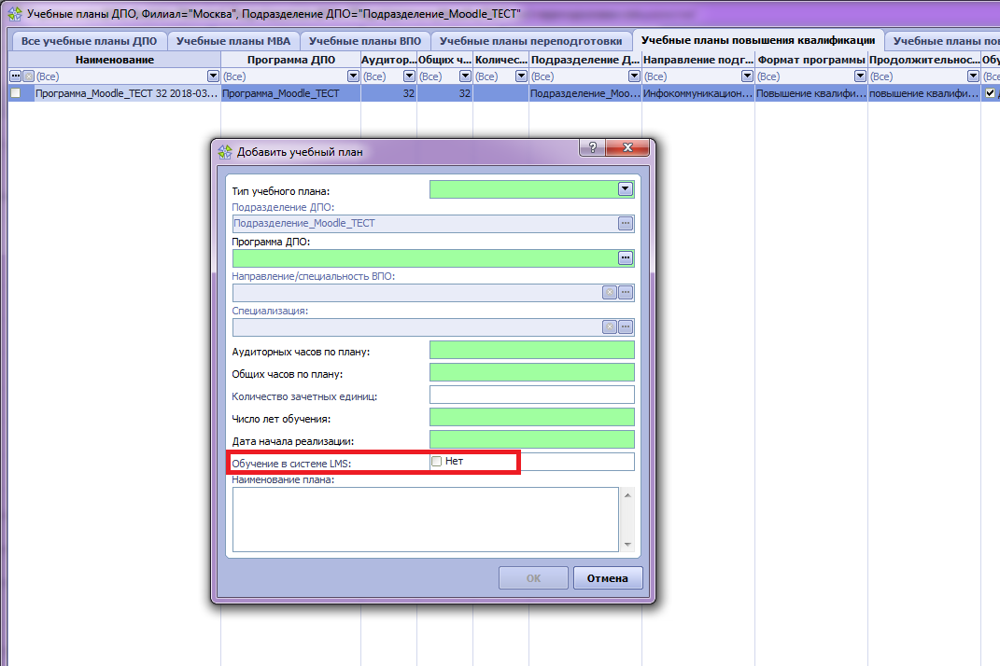 Учебные планы ДПО, Филиал="Москва", Подразделение ДПО="Подразделение_Moodle_ТЕСТ"
Все учебные планы ДПО Учебные планы МВА Учебные планы ВПО Учебные планы переподготовки Учебные планы повышения квалификации Учебные планы пов
Наименование Программа ДПО Аудитор... Общих ч... Количес... Подразделение Д... Направление подг... Формат программы Продолжительнос... Обу
(Все) (Все) (Все) (Все) (Все) (Все) (Все) (Все) (Все) (Все
Программа_Moodle_ТЕСТ 32 2018-03... Программа_Moodle_ТЕСТ 32 32 Подразделение_Moo... Инфокоммуникацион... Повышение квалифи... повышение квалифи...
Добавить учебный план
?
Тип учебного плана:
Подразделение ДПО:
Подразделение_Moodle_ТЕСТ
Программа ДПО:
Направление/специальность ВПО:
Специализация:
Аудиторных часов по плану:
Общих часов по плану:
Количество зачетных единиц:
Число лет обучения:
Дата начала реализации:
Обучение в системе LMS: Нет
Наименование плана:
ОК Отмена